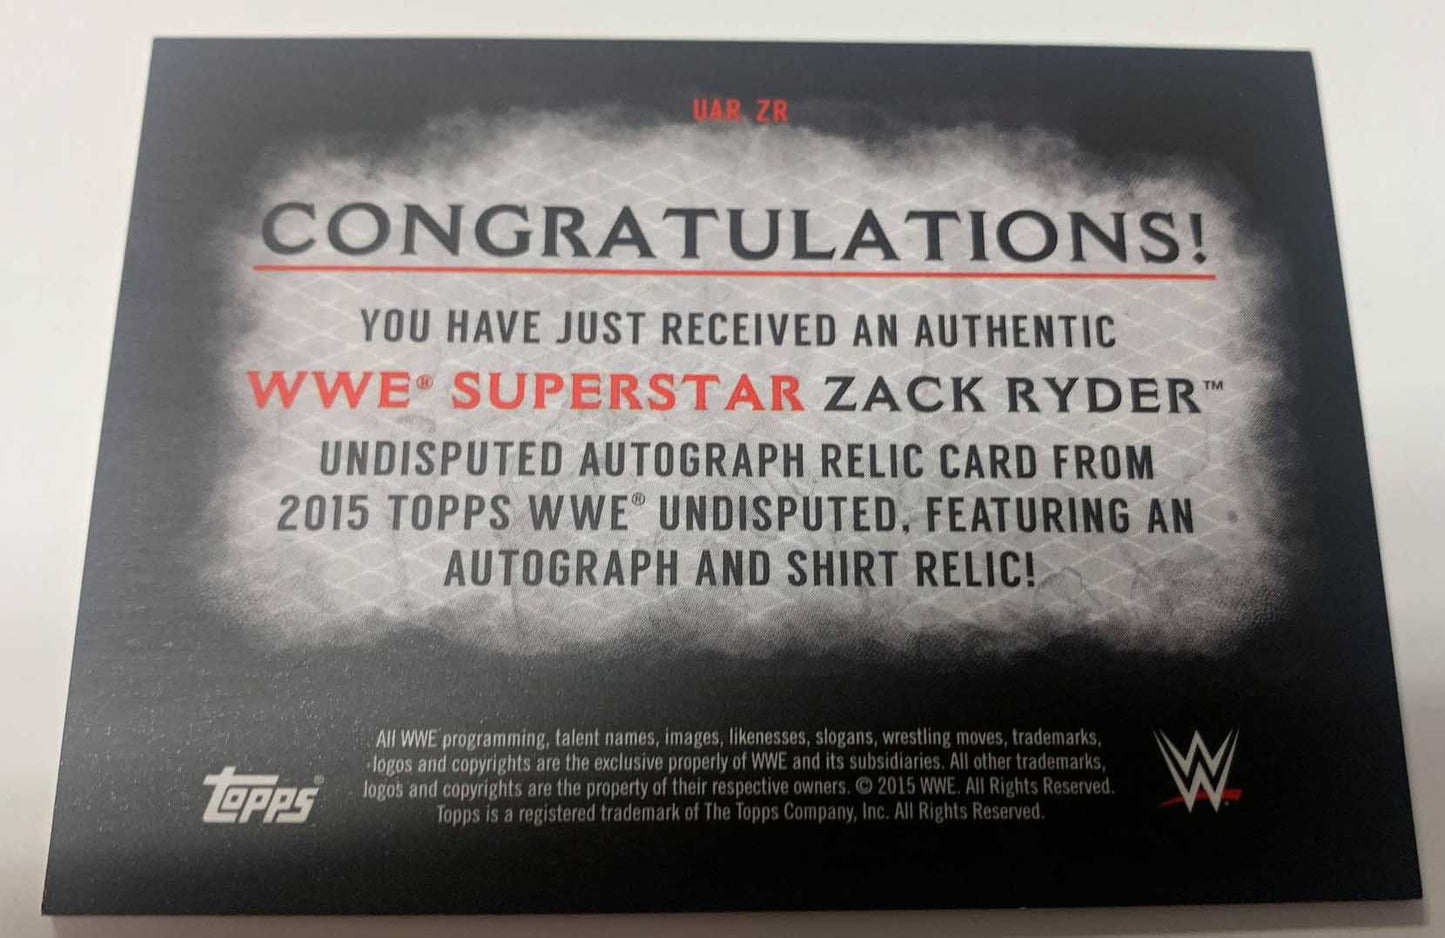 UAR ZR
CONGRATULATIONS!
YOU HAVE JUST RECEIVED AN AUTHENTIC
WWE® SUPERSTAR ZACK RYDER™
UNDISPUTED AUTOGRAPH RELIC CARD FROM
2015 TOPPS WWE® UNDISPUTED, FEATURING AN
AUTOGRAPH AND SHIRT RELIC!
All WWE programming, talent names, images, likenesses, slogans, wrestling moves, trademarks,
logos and copyrights are the exclusive property of WWE and its subsidiaries. All other trademarks,
logos and copyrights are the property of their respective owners. © 2015 WWE. All Rights Reserved.
Topps is a registered trademark of The Topps Company, Inc. All Rights Reserved.
Topps®
W